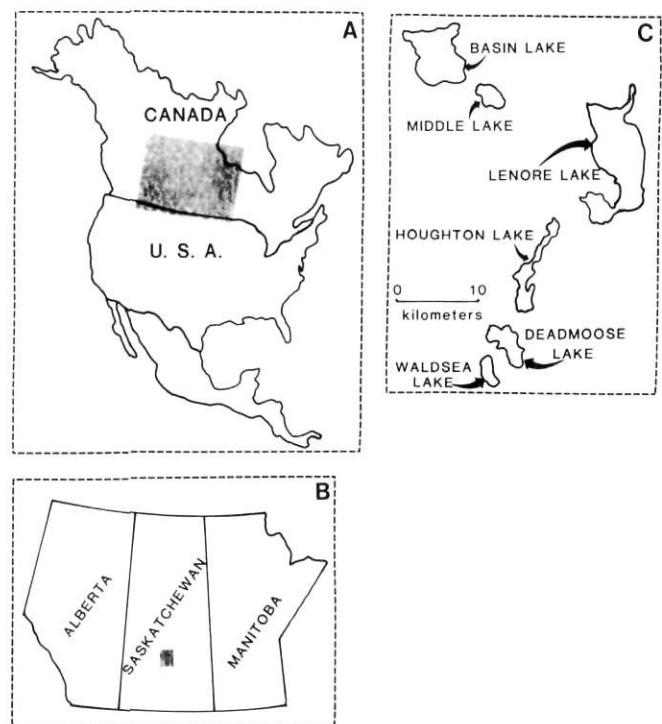 A
CANADA
U. S. A.
C
BASIN LAKE
MIDDLE LAKE
LENORE LAKE
HOUGHTON LAKE
0 10
kilometers
DEADMOOSE
LAKE
WALDSEA
LAKE
B
ALBERTA
SASKATCHEWAN
MANITOBA